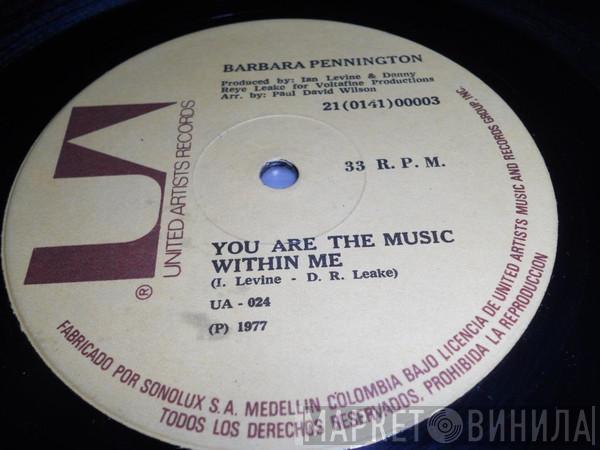 BARBARA PENNINGTON
Produced by: Ian Levine & Danny
Reye Leake for Voltafine Productions
Arr. by: Paul David Wilson
21(0141)00003
33 R. P. M.
UNITED ARTISTS RECORDS
®
YOU ARE THE MUSIC
WITHIN ME
(I. Levine - D. R. Leake)
UA - 024
(P) 1977
FABRICADO POR SONOLUX S.A. MEDELLIN COLOMBIA BAJO LICENCIA DE UNITED ARTISTS MUSIC AND RECORDS GROUP, INC.
TODOS LOS DERECHOS RESERVADOS. PROHIBIDA LA REPRODUCCION
МАРКЕТ ВИНИЛА